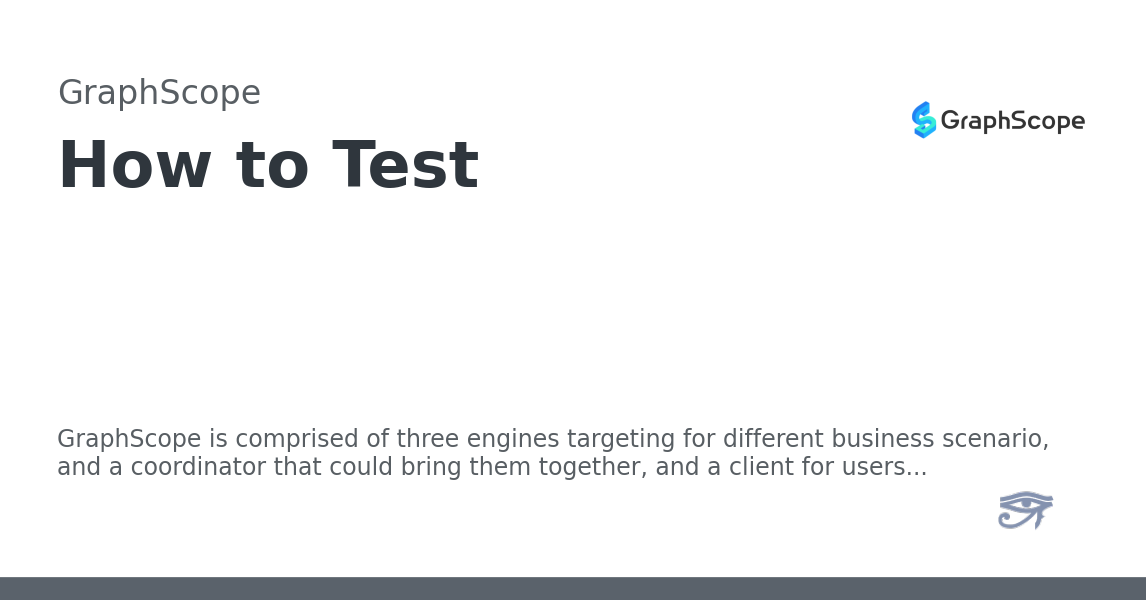 GraphScope
GraphScope
How to Test
GraphScope is comprised of three engines targeting for different business scenario,
and a coordinator that could bring them together, and a client for users...